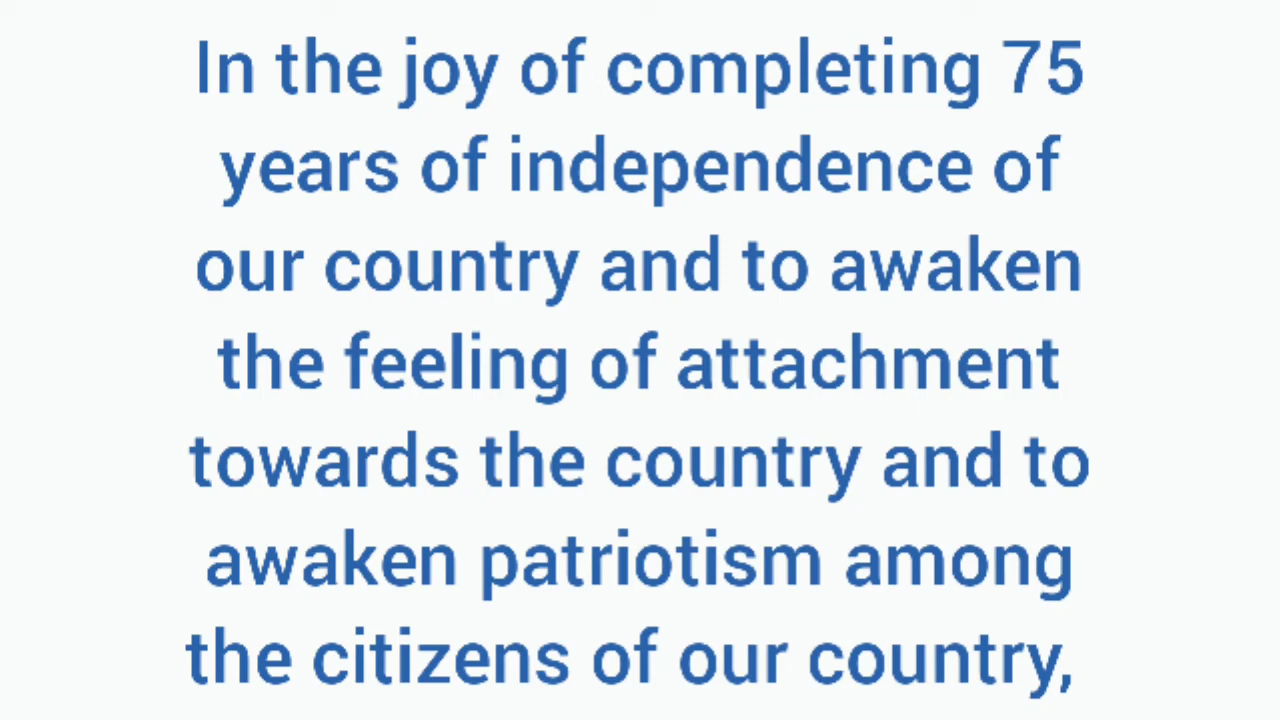 In the joy of completing 75
years of independence of
our country and to awaken
the feeling of attachment
towards the country and to
awaken patriotism among
the citizens of our country,